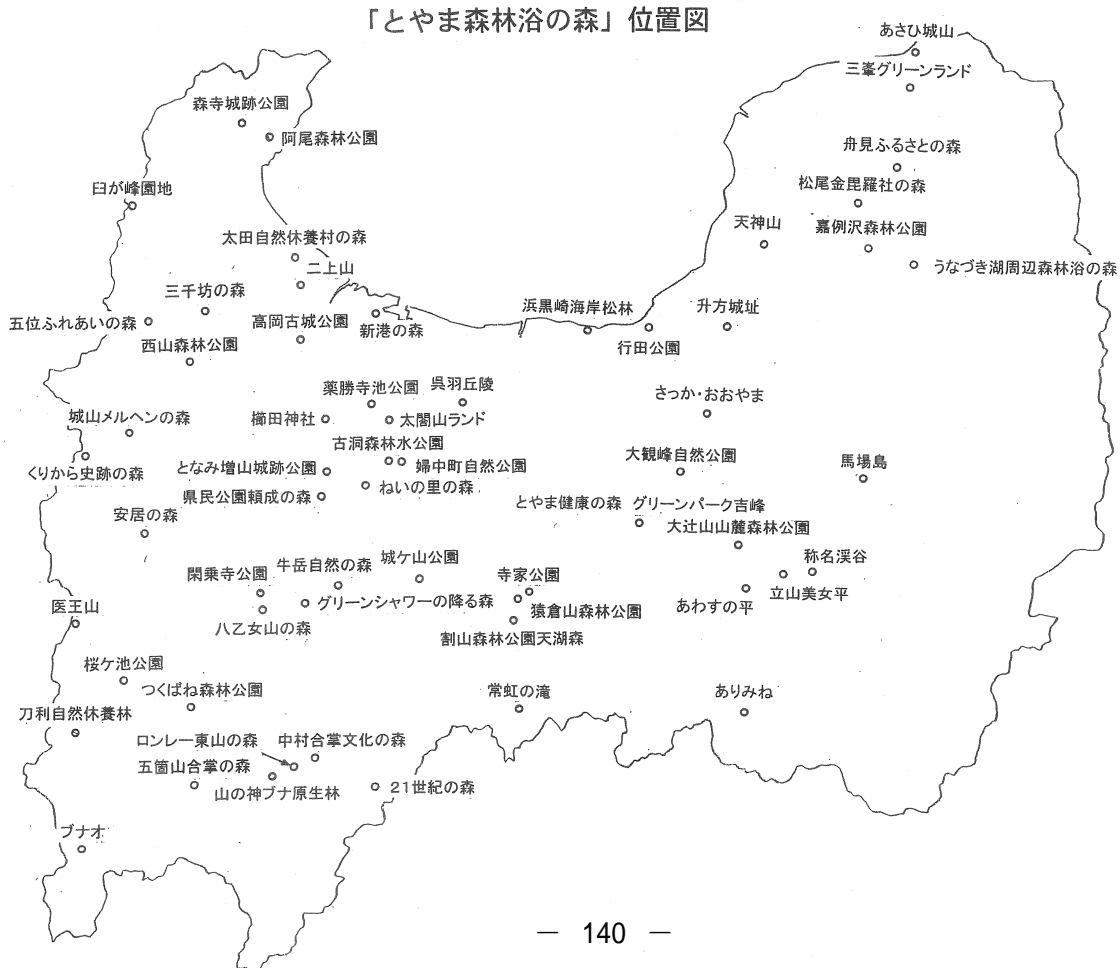 「とやま森林浴の森」位置図
あさひ城山
三峯グリーンランド
森寺城跡公園
阿尾森林公園
舟見ふるさとの森
松尾金毘羅社の森
臼が峰園地
天神山
嘉例沢森林公園
太田自然休養村の森
うなづき湖周辺森林浴の森
二上山
三千坊の森
浜黒崎海岸松林
升方城址
五位ふれあいの森
高岡古城公園
新港の森
西山森林公園
行田公園
薬勝寺池公園
呉羽丘陵
さっか・おおやま
城山メルヘンの森
櫛田神社
太閤山ランド
古洞森林水公園
大観峰自然公園
馬場島
くりから史跡の森
となみ増山城跡公園
婦中町自然公園
ねいの里の森
県民公園頼成の森
とやま健康の森 グリーンパーク吉峰
安居の森
大辻山山麓森林公園
城ケ山公園
称名渓谷
牛岳自然の森
閑乗寺公園
寺家公園
立山美女平
医王山
グリーンシャワーの降る森
猿倉山森林公園
あわすの平
八乙女山の森
割山森林公園天湖森
桜ケ池公園
つくばね森林公園
常虹の滝
ありみね
刀利自然休養林
ロンレー東山の森
中村合掌文化の森
五箇山合掌の森
山の神ブナ原生林
21世紀の森
ブナオ
― 140 ―